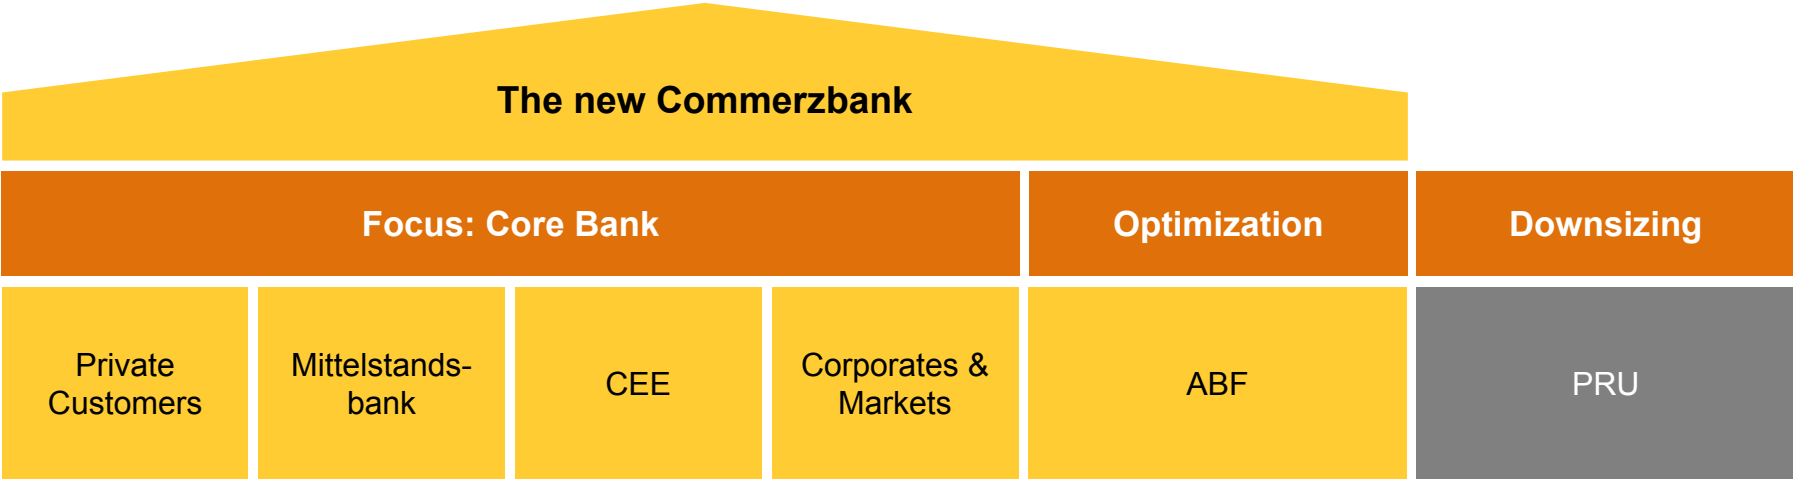 The new Commerzbank
Focus: Core Bank
Optimization
Downsizing
Private
Customers
Mittelstands-
bank
CEE
Corporates &
Markets
ABF
PRU